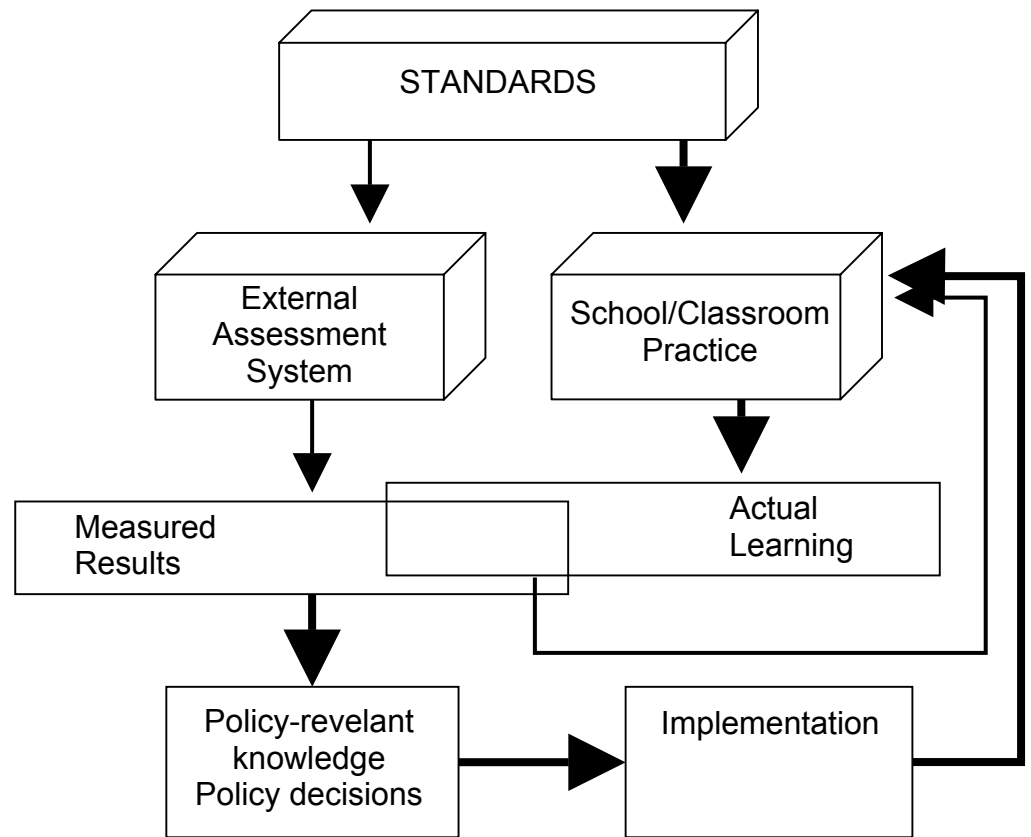 STANDARDS
External
Assessment
System
School/Classroom
Practice
Measured
Results
Actual
Learning
Policy-revelant
knowledge
Policy decisions
Implementation